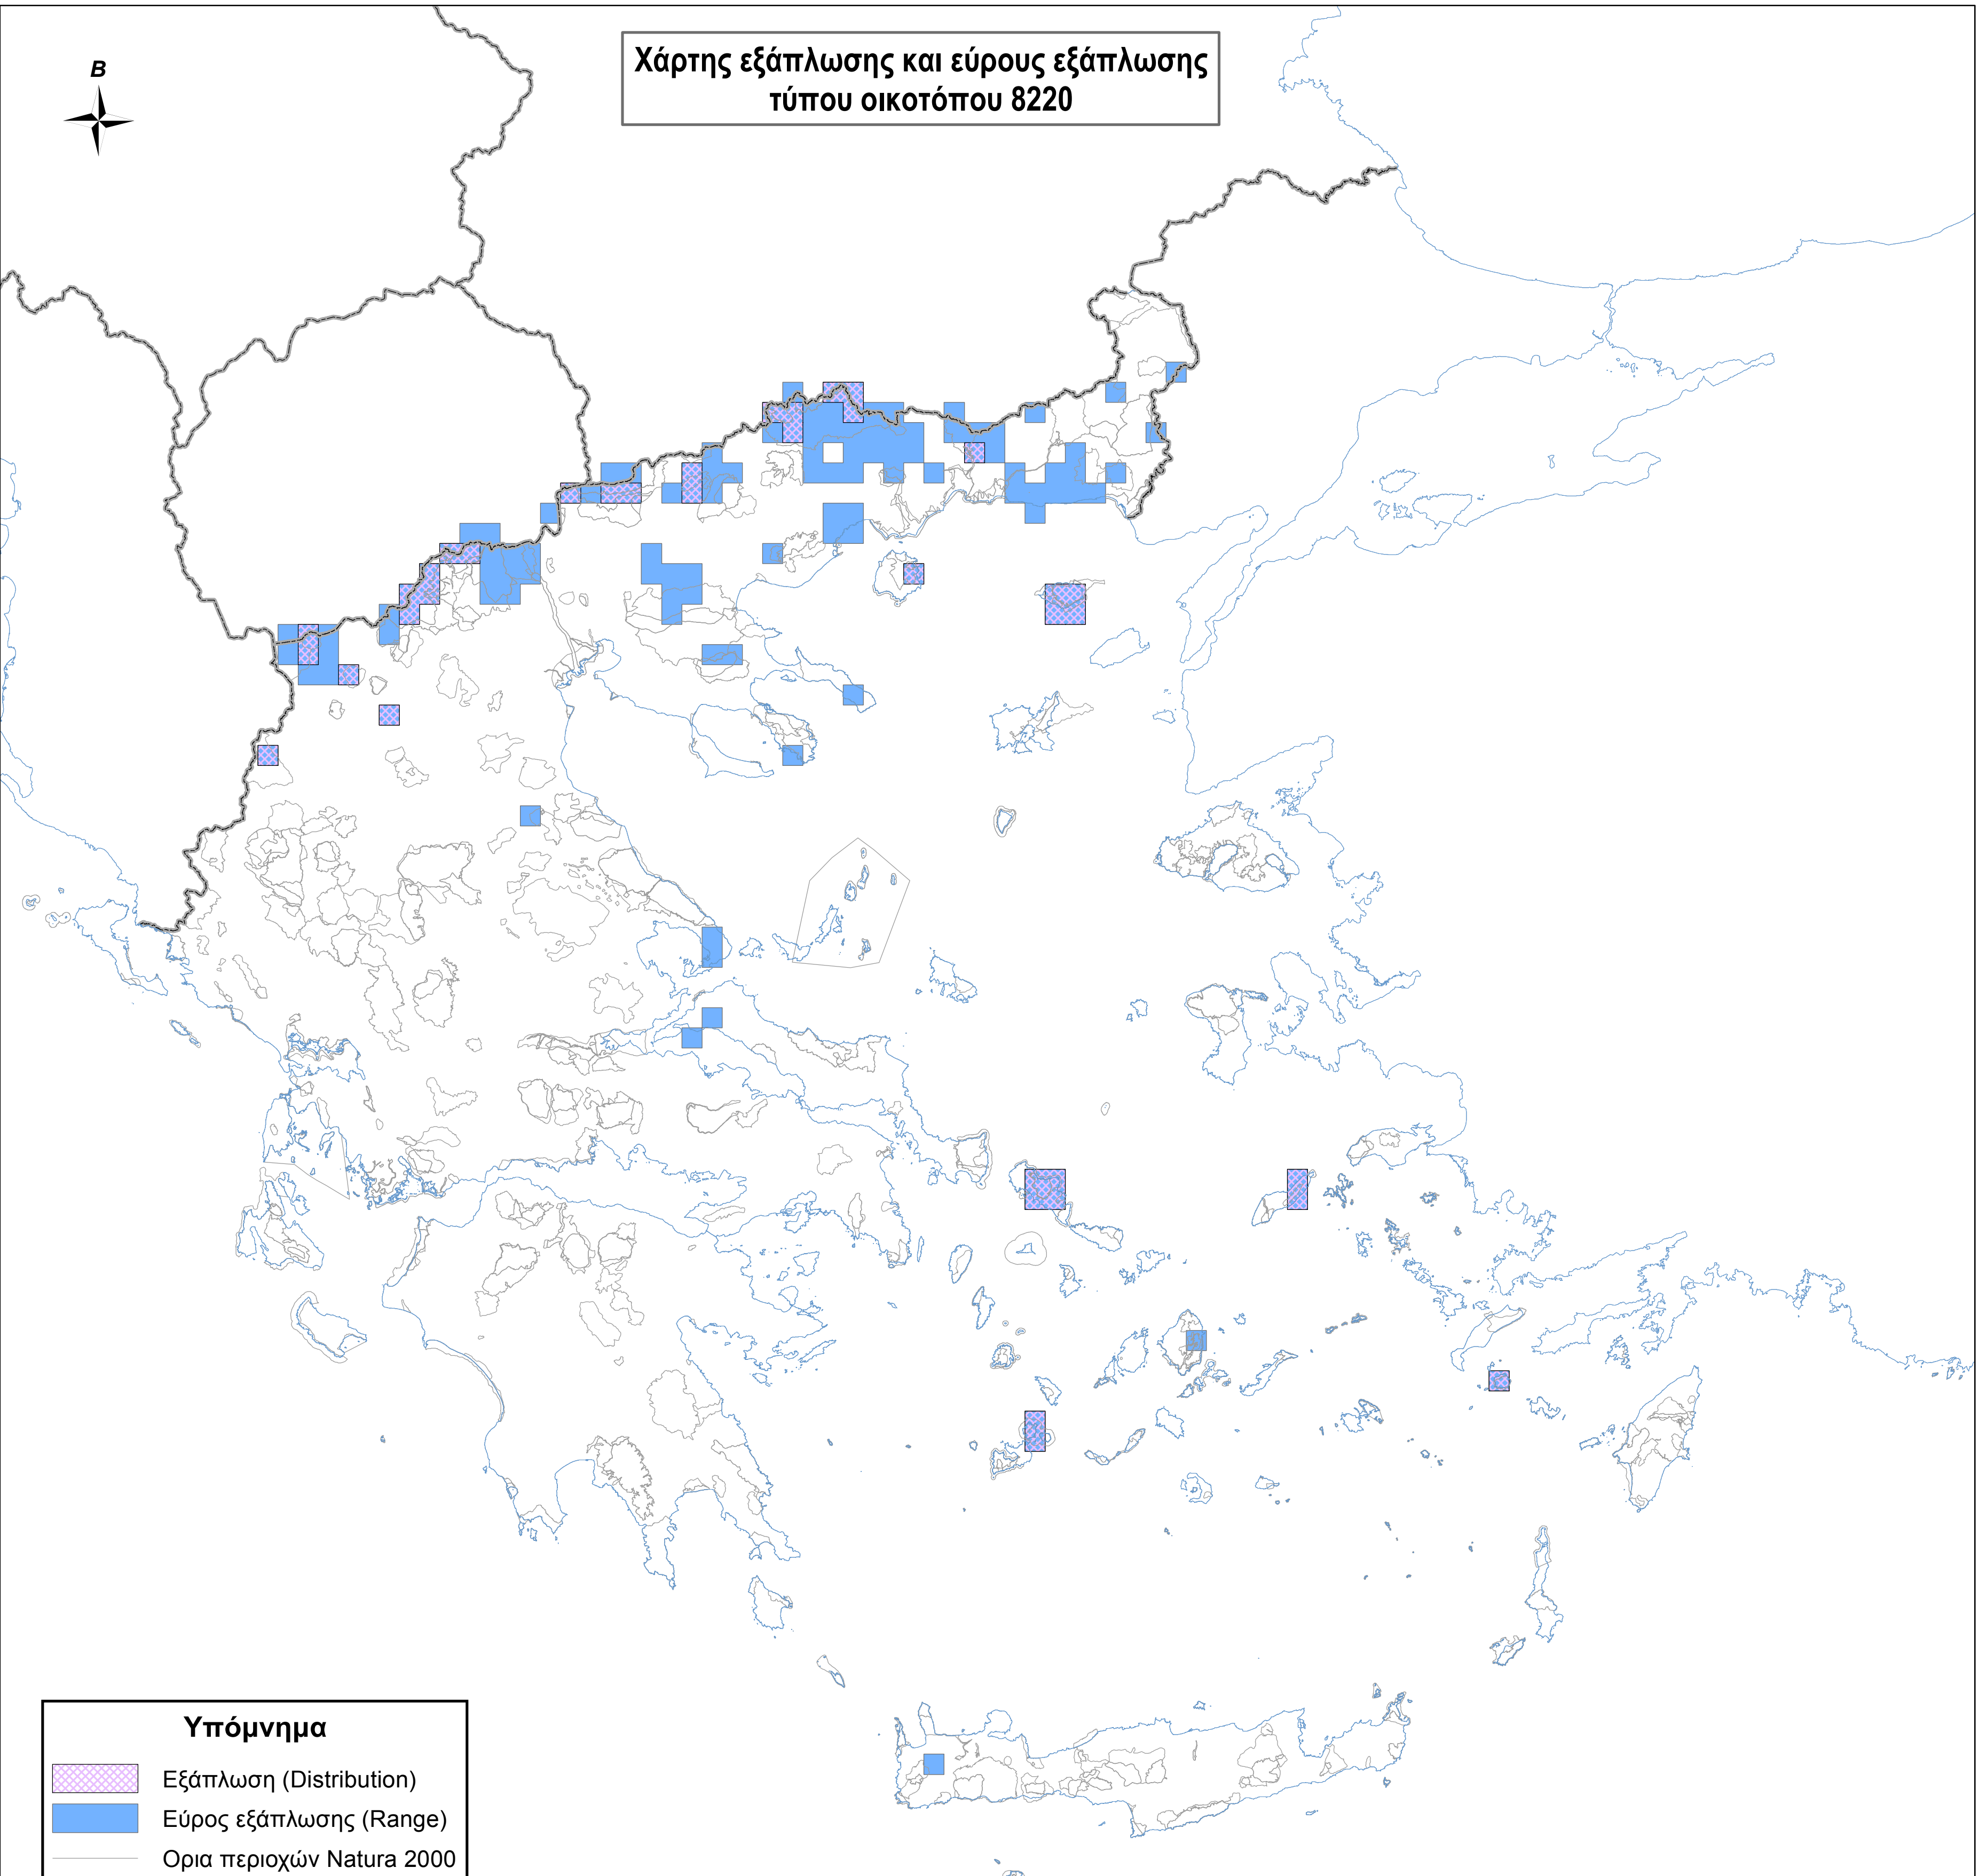 Χάρτης εξάπλωσης και εύρους εξάπλωσης
τύπου οικοτόπου 8220
Β
Υπόμνημα
Εξάπλωση (Distribution)
Εύρος εξάπλωσης (Range)
Ορια περιοχών Natura 2000